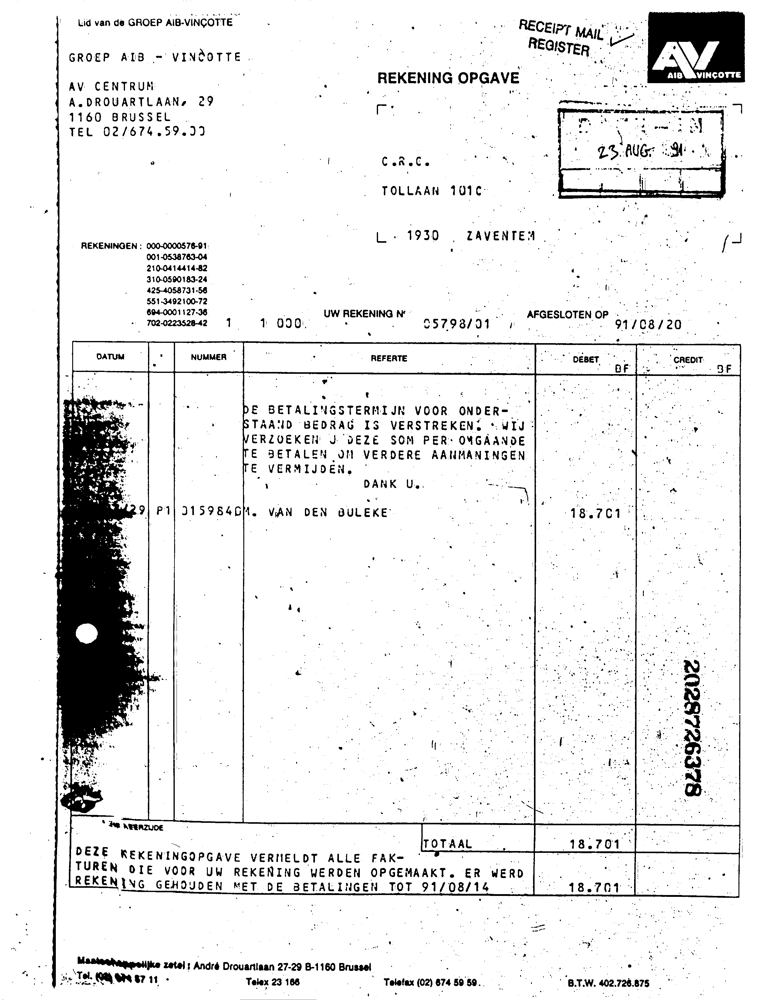 Lid van de GROEP AIB-VINÇOTTE
RECEIPT MAIL
REGISTER
AV
AIB VINÇOTTE
GROEP AIB - VINÇOTTE
REKENING OPGAVE
AV CENTRUM
A.DROUARTLAAN, 29
1160 BRUSSEL
TEL 02/674.59.00
23 AUG. 91
C.R.C.
TOLLAAN 101C
1930 ZAVENTEM
REKENINGEN : 000-0000576-91
001-0538763-04
210-0414414-82
310-0590183-24
425-4058731-56
551-3492100-72
694-0001127-36
702-0223528-42 1 1 000
UW REKENING Nr 05798/01
AFGESLOTEN OP 91/08/20
DATUM NUMMER REFERTE DEBET BF CREDIT BF
DE BETALINGSTERMIJN VOOR ONDER-
STAAND BEDRAG IS VERSTREKEN. WIJ
VERZOEKEN U DEZE SOM PER OMGAANDE
TE BETALEN OM VERDERE AANMANINGEN
TE VERMIJDEN.
DANK U.
/29 P1 0159840 M. VAN DEN BULEKE 18.701
2028726378
ZIE KEERZIJDE
TOTAAL 18.701
DEZE REKENINGOPGAVE VERMELDT ALLE FAK-
TUREN DIE VOOR UW REKENING WERDEN OPGEMAAKT. ER WERD
REKENING GEHOUDEN MET DE BETALINGEN TOT 91/08/14 18.701
Maatschappelijke zetel : André Drouartlaan 27-29 B-1160 Brussel
Tel. (02) 674 57 11 Telex 23 166 Telefax (02) 674 59 59 B.T.W. 402.726.875